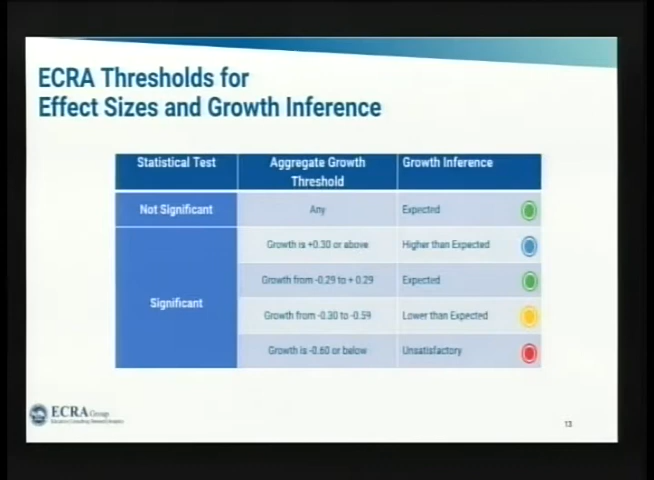 ECRA Thresholds for
Effect Sizes and Growth Inference
Statistical Test
Aggregate Growth
Threshold
Growth Inference
Not Significant
Any
Expected
Significant
Growth is +0.30 or above
Higher than Expected
Growth from -0.29 to + 0.29
Expected
Growth from -0.30 to -0.59
Lower than Expected
Growth is -0.60 or below
Unsatisfactory
ECRA Group
13